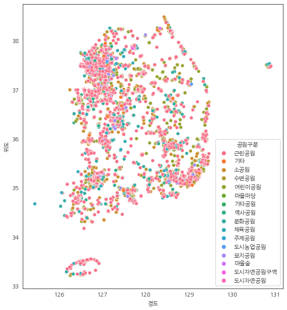 38
37
36
35
34
33
위도
126
127
128
129
130
131
경도
공원구분
근린공원
기타
소공원
수변공원
어린이공원
마을마당
기타공원
역사공원
문화공원
체육공원
주제공원
도시농업공원
묘지공원
마을숲
도시자연공원구역
도시자연공원